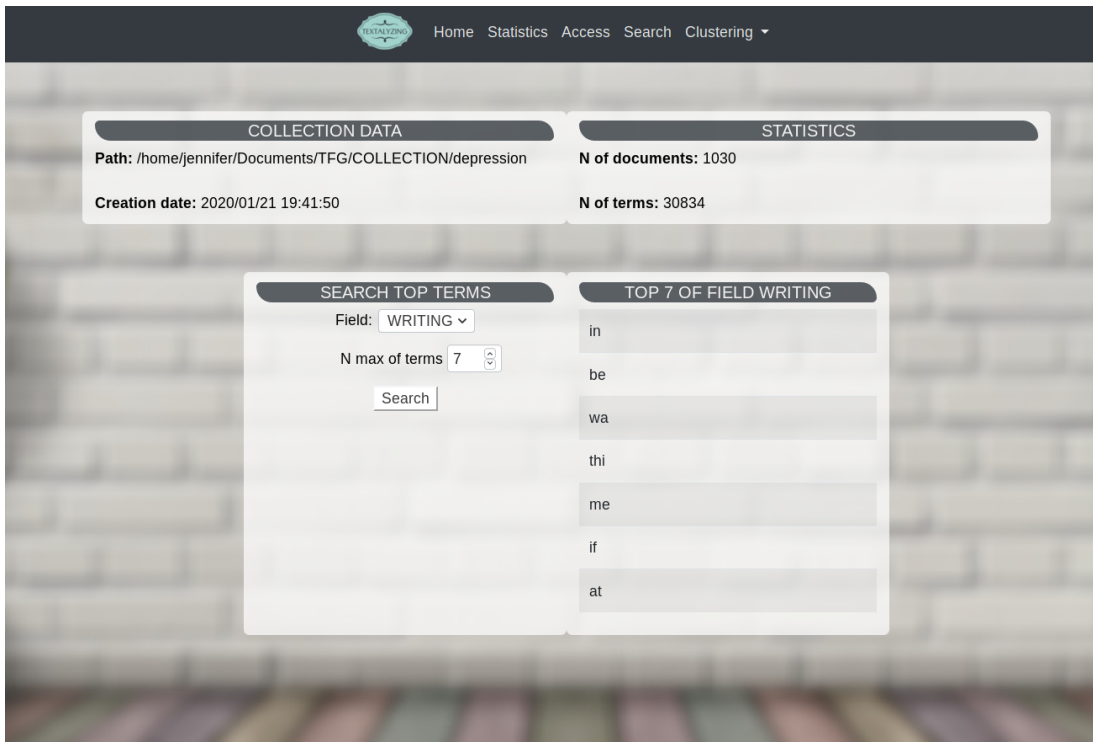 TEXTALYZING
Home Statistics Access Search Clustering
COLLECTION DATA
Path: /home/jennifer/Documents/TFG/COLLECTION/depression
Creation date: 2020/01/21 19:41:50
STATISTICS
N of documents: 1030
N of terms: 30834
SEARCH TOP TERMS
Field: WRITING
N max of terms 7
Search
TOP 7 OF FIELD WRITING
in
be
wa
thi
me
if
at